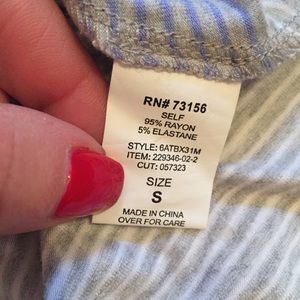 RN# 73156
SELF
95% RAYON
5% ELASTANE
STYLE: 6ATBX31M
ITEM: 229346-02-2
CUT: 057323
SIZE
S
MADE IN CHINA
OVER FOR CARE